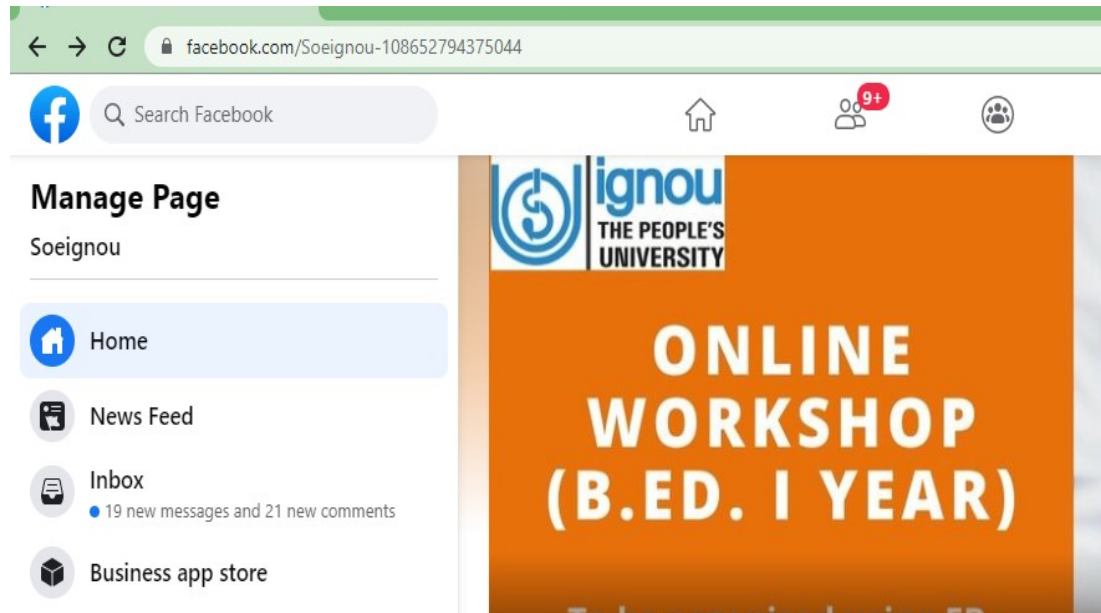 facebook.com/Soeignou-108652794375044
Search Facebook
9+
Manage Page
Soeignou
Home
News Feed
Inbox
19 new messages and 21 new comments
Business app store
ignou
THE PEOPLE'S
UNIVERSITY
ONLINE
WORKSHOP
(B.ED. I YEAR)